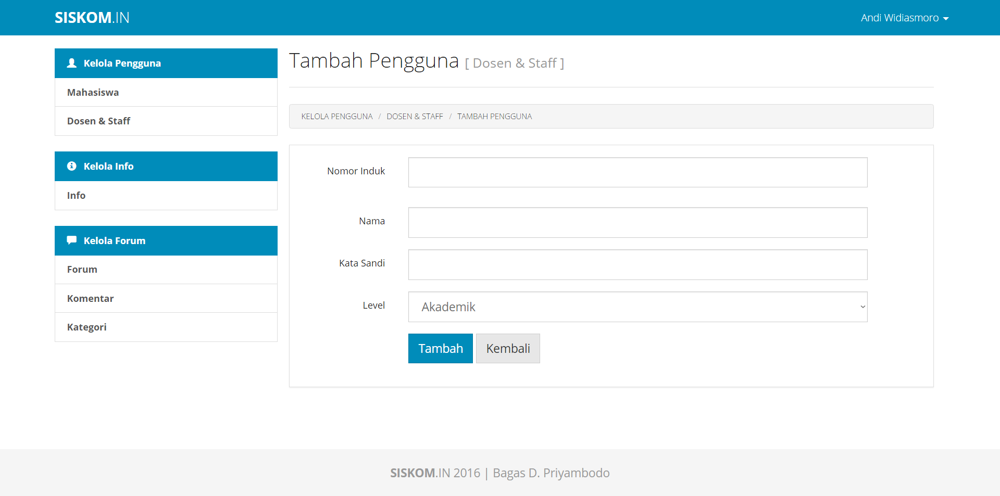 SISKOM.IN
Andi Widiasmoro
Kelola Pengguna
Mahasiswa
Dosen & Staff
Kelola Info
Info
Kelola Forum
Forum
Komentar
Kategori
Tambah Pengguna [ Dosen & Staff ]
KELOLA PENGGUNA / DOSEN & STAFF / TAMBAH PENGGUNA
Nomor Induk
Nama
Kata Sandi
Level
Akademik
Tambah Kembali
SISKOM.IN 2016 | Bagas D. Priyambodo